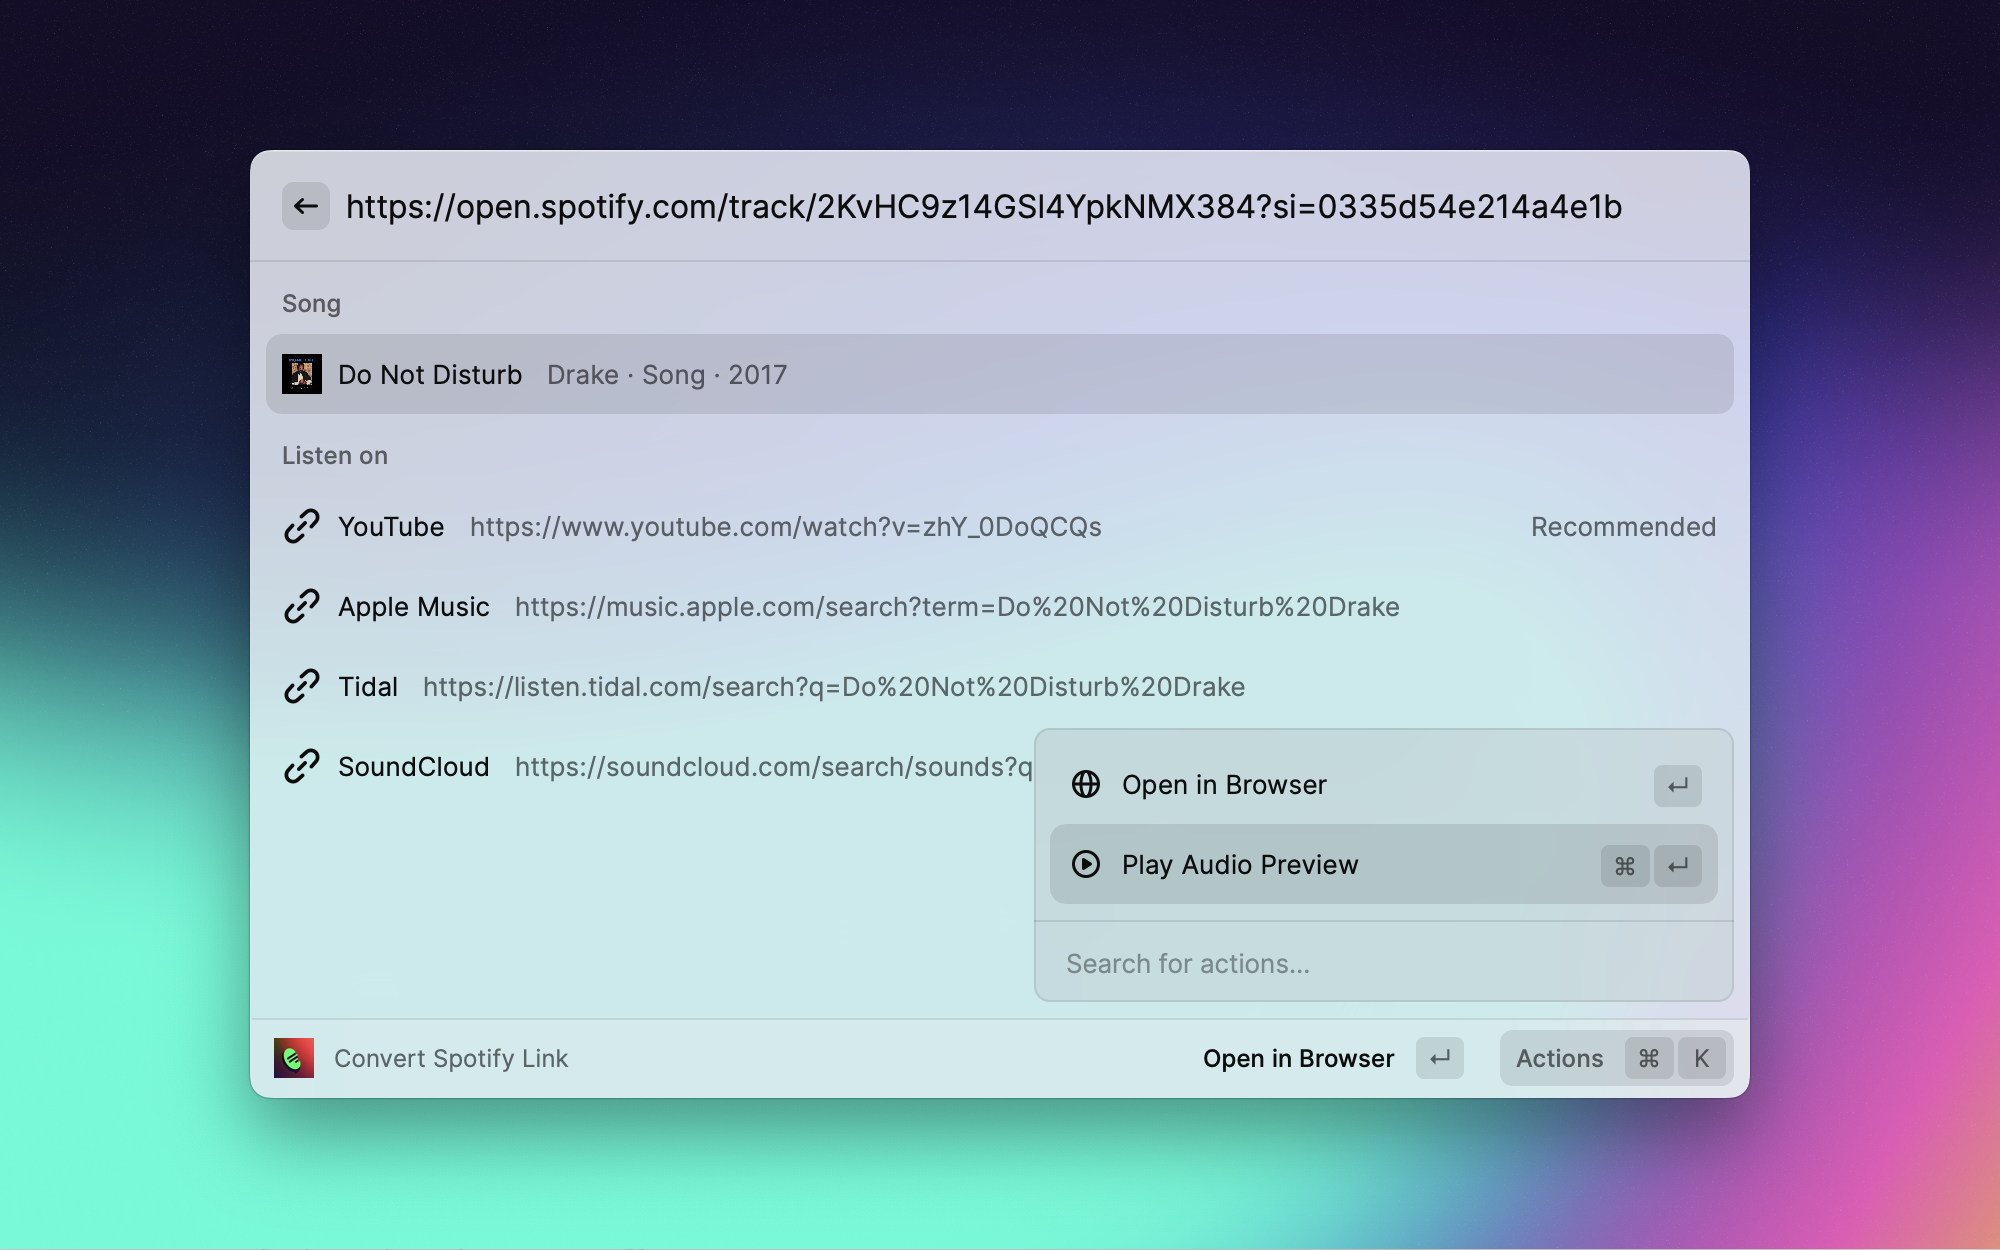 https://open.spotify.com/track/2KvHC9z14GSl4YpkNMX384?si=0335d54e214a4e1b
Song
Do Not Disturb Drake · Song · 2017
Listen on
YouTube https://www.youtube.com/watch?v=zhY_0DoQCQs Recommended
Apple Music https://music.apple.com/search?term=Do%20Not%20Disturb%20Drake
Tidal https://listen.tidal.com/search?q=Do%20Not%20Disturb%20Drake
SoundCloud https://soundcloud.com/search/sounds?q
Open in Browser ↵
Play Audio Preview ⌘ ↵
Search for actions...
Convert Spotify Link
Open in Browser ↵
Actions ⌘ K